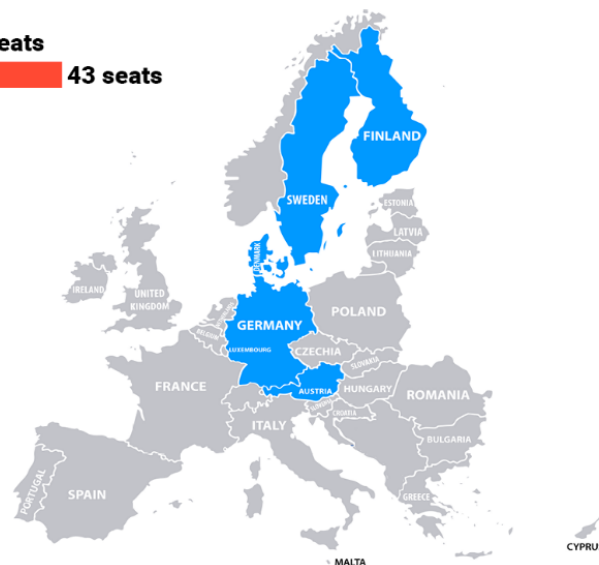 eats
43 seats
FINLAND
SWEDEN
ESTONIA
LATVIA
LITHUANIA
DENMARK
IRELAND
UNITED
KINGDOM
POLAND
GERMANY
BELGIUM
LUXEMBOURG
CZECHIA
SLOVAKIA
FRANCE
AUSTRIA
HUNGARY
ROMANIA
CROATIA
ITALY
BULGARIA
PORTUGAL
SPAIN
GREECE
CYPRU
MALTA